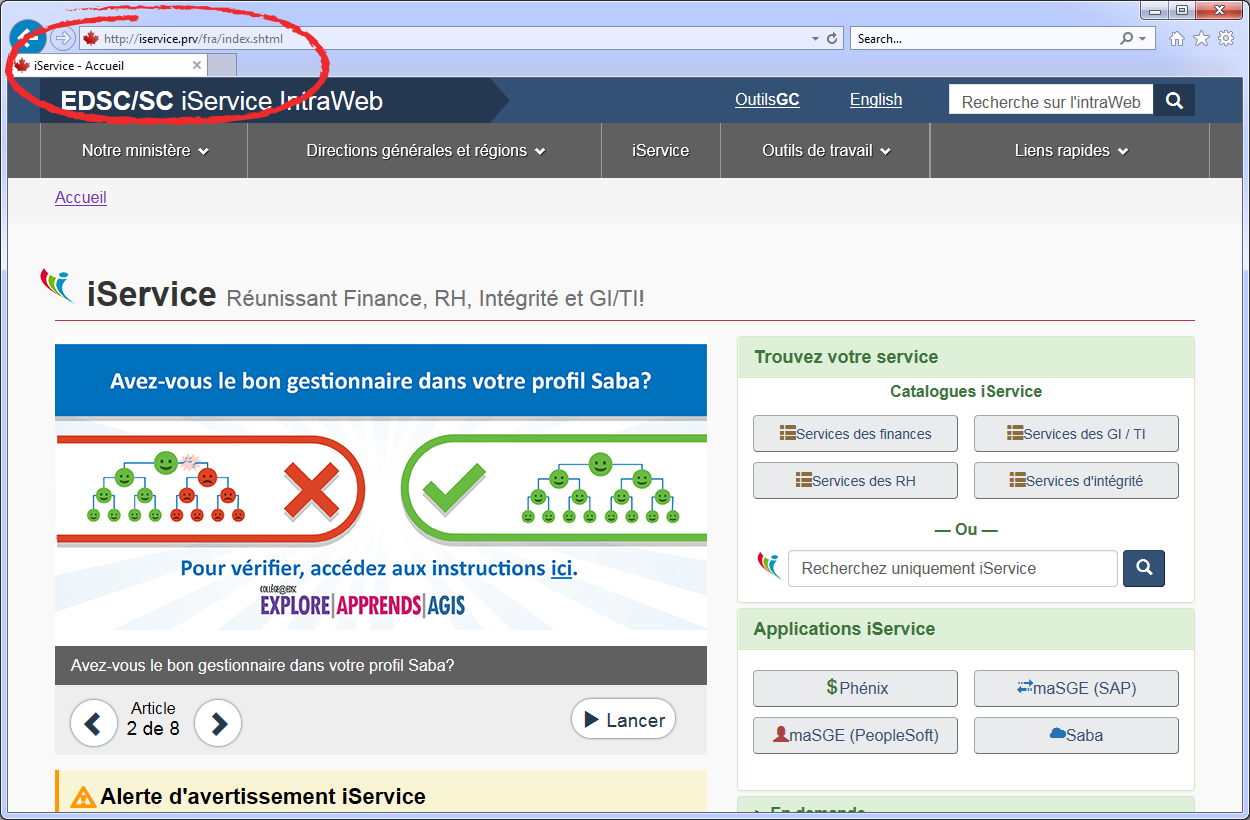 http://iservice.prv/fra/index.shtml
Search...
iService - Accueil
EDSC/SC iService IntraWeb
OutilsGC
English
Recherche sur l'intraWeb
Notre ministère
Directions générales et régions
iService
Outils de travail
Liens rapides
Accueil
iService Réunissant Finance, RH, Intégrité et GI/TI!
Avez-vous le bon gestionnaire dans votre profil Saba?
Pour vérifier, accédez aux instructions ici.
COLLÈGE@EDSC
EXPLORE|APPRENDS|AGIS
Avez-vous le bon gestionnaire dans votre profil Saba?
Article
2 de 8
Lancer
Alerte d'avertissement iService
Trouvez votre service
Catalogues iService
Services des finances
Services des GI / TI
Services des RH
Services d'intégrité
— Ou —
Recherchez uniquement iService
Applications iService
$Phénix
maSGE (SAP)
maSGE (PeopleSoft)
Saba
En demande